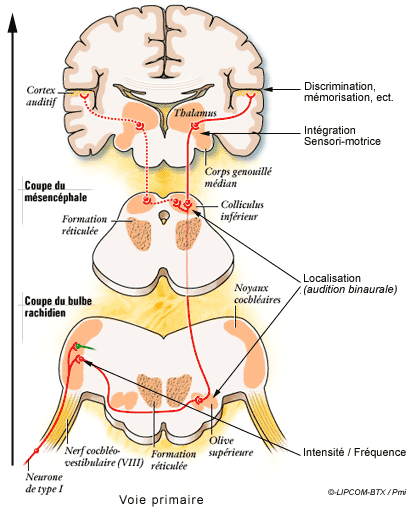 Cortex
auditif
Discrimination,
mémorisation, ect.
Thalamus
Intégration
Sensori-motrice
Corps genouillé
médian
Coupe du
mésencéphale
Formation
réticulée
Colliculus
inférieur
Localisation
(audition binaurale)
Noyaux
cochléaires
Coupe du bulbe
rachidien
Intensité / Fréquence
Nerf cochléo-
vestibulaire (VIII)
Formation
réticulée
Olive
supérieure
Neurone
de type I
Voie primaire
©-LIPCOM-BTX / Pmi